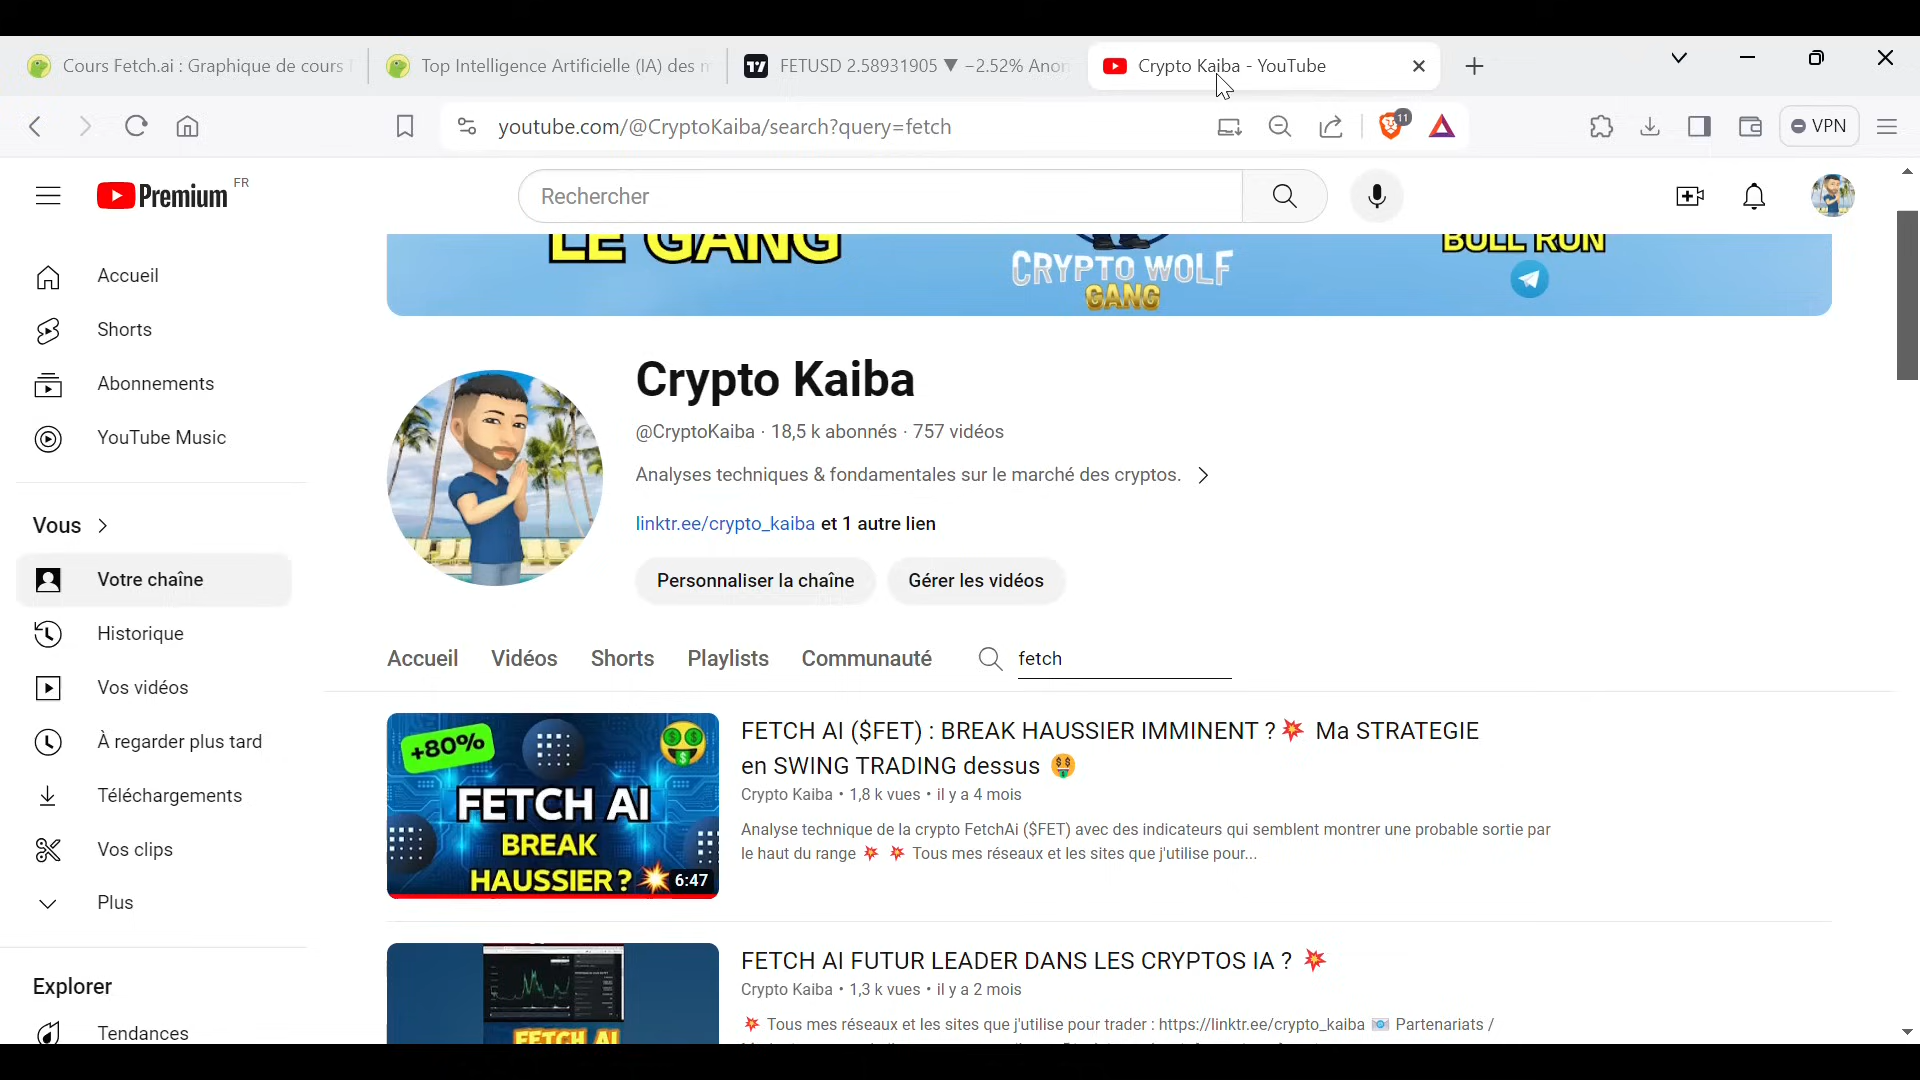 Cours Fetch.ai : Graphique de cours
Top Intelligence Artificielle (IA) des
FETUSD 2.58931905 ▼ −2.52% Anon
Crypto Kaiba - YouTube
youtube.com/@CryptoKaiba/search?query=fetch
11
VPN
Premium FR
Rechercher
LE GANG
CRYPTO WOLF
GANG
BULL RUN
Accueil
Shorts
Abonnements
YouTube Music
Vous
Votre chaîne
Historique
Vos vidéos
À regarder plus tard
Téléchargements
Vos clips
Plus
Explorer
Tendances
Crypto Kaiba
@CryptoKaiba · 18,5 k abonnés · 757 vidéos
Analyses techniques & fondamentales sur le marché des cryptos.
linktr.ee/crypto_kaiba et 1 autre lien
Personnaliser la chaîne
Gérer les vidéos
Accueil Vidéos Shorts Playlists Communauté fetch
+80%
FETCH AI
BREAK
HAUSSIER ?
6:47
FETCH AI ($FET) : BREAK HAUSSIER IMMINENT ?💥 Ma STRATEGIE
en SWING TRADING dessus 🤑
Crypto Kaiba • 1,8 k vues • il y a 4 mois
Analyse technique de la crypto FetchAi ($FET) avec des indicateurs qui semblent montrer une probable sortie par
le haut du range 💥 💥 Tous mes réseaux et les sites que j'utilise pour...
FETCH AI
FETCH AI FUTUR LEADER DANS LES CRYPTOS IA ? 💥
Crypto Kaiba • 1,3 k vues • il y a 2 mois
💥 Tous mes réseaux et les sites que j'utilise pour trader : https://linktr.ee/crypto_kaiba 📧 Partenariats /